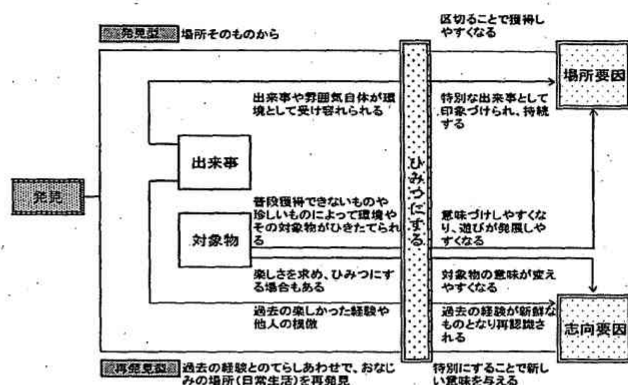 発見型 場所そのものから
区切ることで獲得し
やすくなる
場所要因
出来事や雰囲気自体が環
境として受け容れられる
特別な出来事として
印象づけられ、持続
する
出来事
ひみつにする
発見
普段獲得できないものや
珍しいものによって環境や
その対象物がひきたてられ
る
対象物
意味づけしやすくな
り、遊びが発展しや
すくなる
楽しさを求め、ひみつにす
る場合もある
対象物の意味が変え
やすくなる
過去の楽しかった経験や
他人の模倣
過去の経験が新鮮な
ものとなり再認識さ
れる
志向要因
再発見型 過去の経験とのてらしあわせで、おなじ
みの場所(日常生活)を再発見
特別にすることで新し
い意味を与える